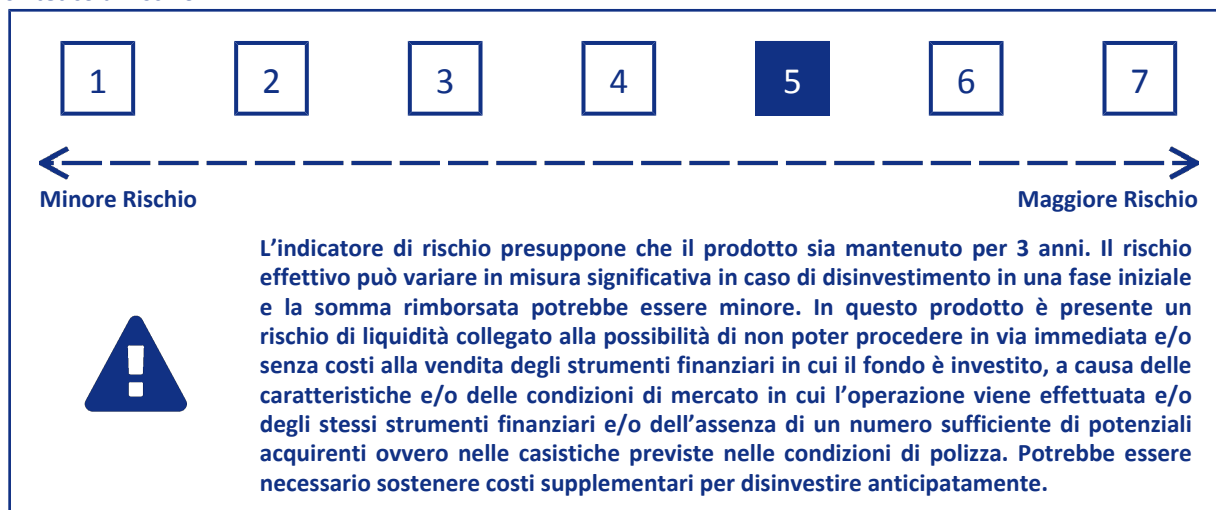 1 2 3 4 5 6 7
Minore Rischio Maggiore Rischio
L'indicatore di rischio presuppone che il prodotto sia mantenuto per 3 anni. Il rischio
effettivo può variare in misura significativa in caso di disinvestimento in una fase iniziale
e la somma rimborsata potrebbe essere minore. In questo prodotto è presente un
rischio di liquidità collegato alla possibilità di non poter procedere in via immediata e/o
senza costi alla vendita degli strumenti finanziari in cui il fondo è investito, a causa delle
caratteristiche e/o delle condizioni di mercato in cui l'operazione viene effettuata e/o
degli stessi strumenti finanziari e/o dell'assenza di un numero sufficiente di potenziali
acquirenti ovvero nelle casistiche previste nelle condizioni di polizza. Potrebbe essere
necessario sostenere costi supplementari per disinvestire anticipatamente.